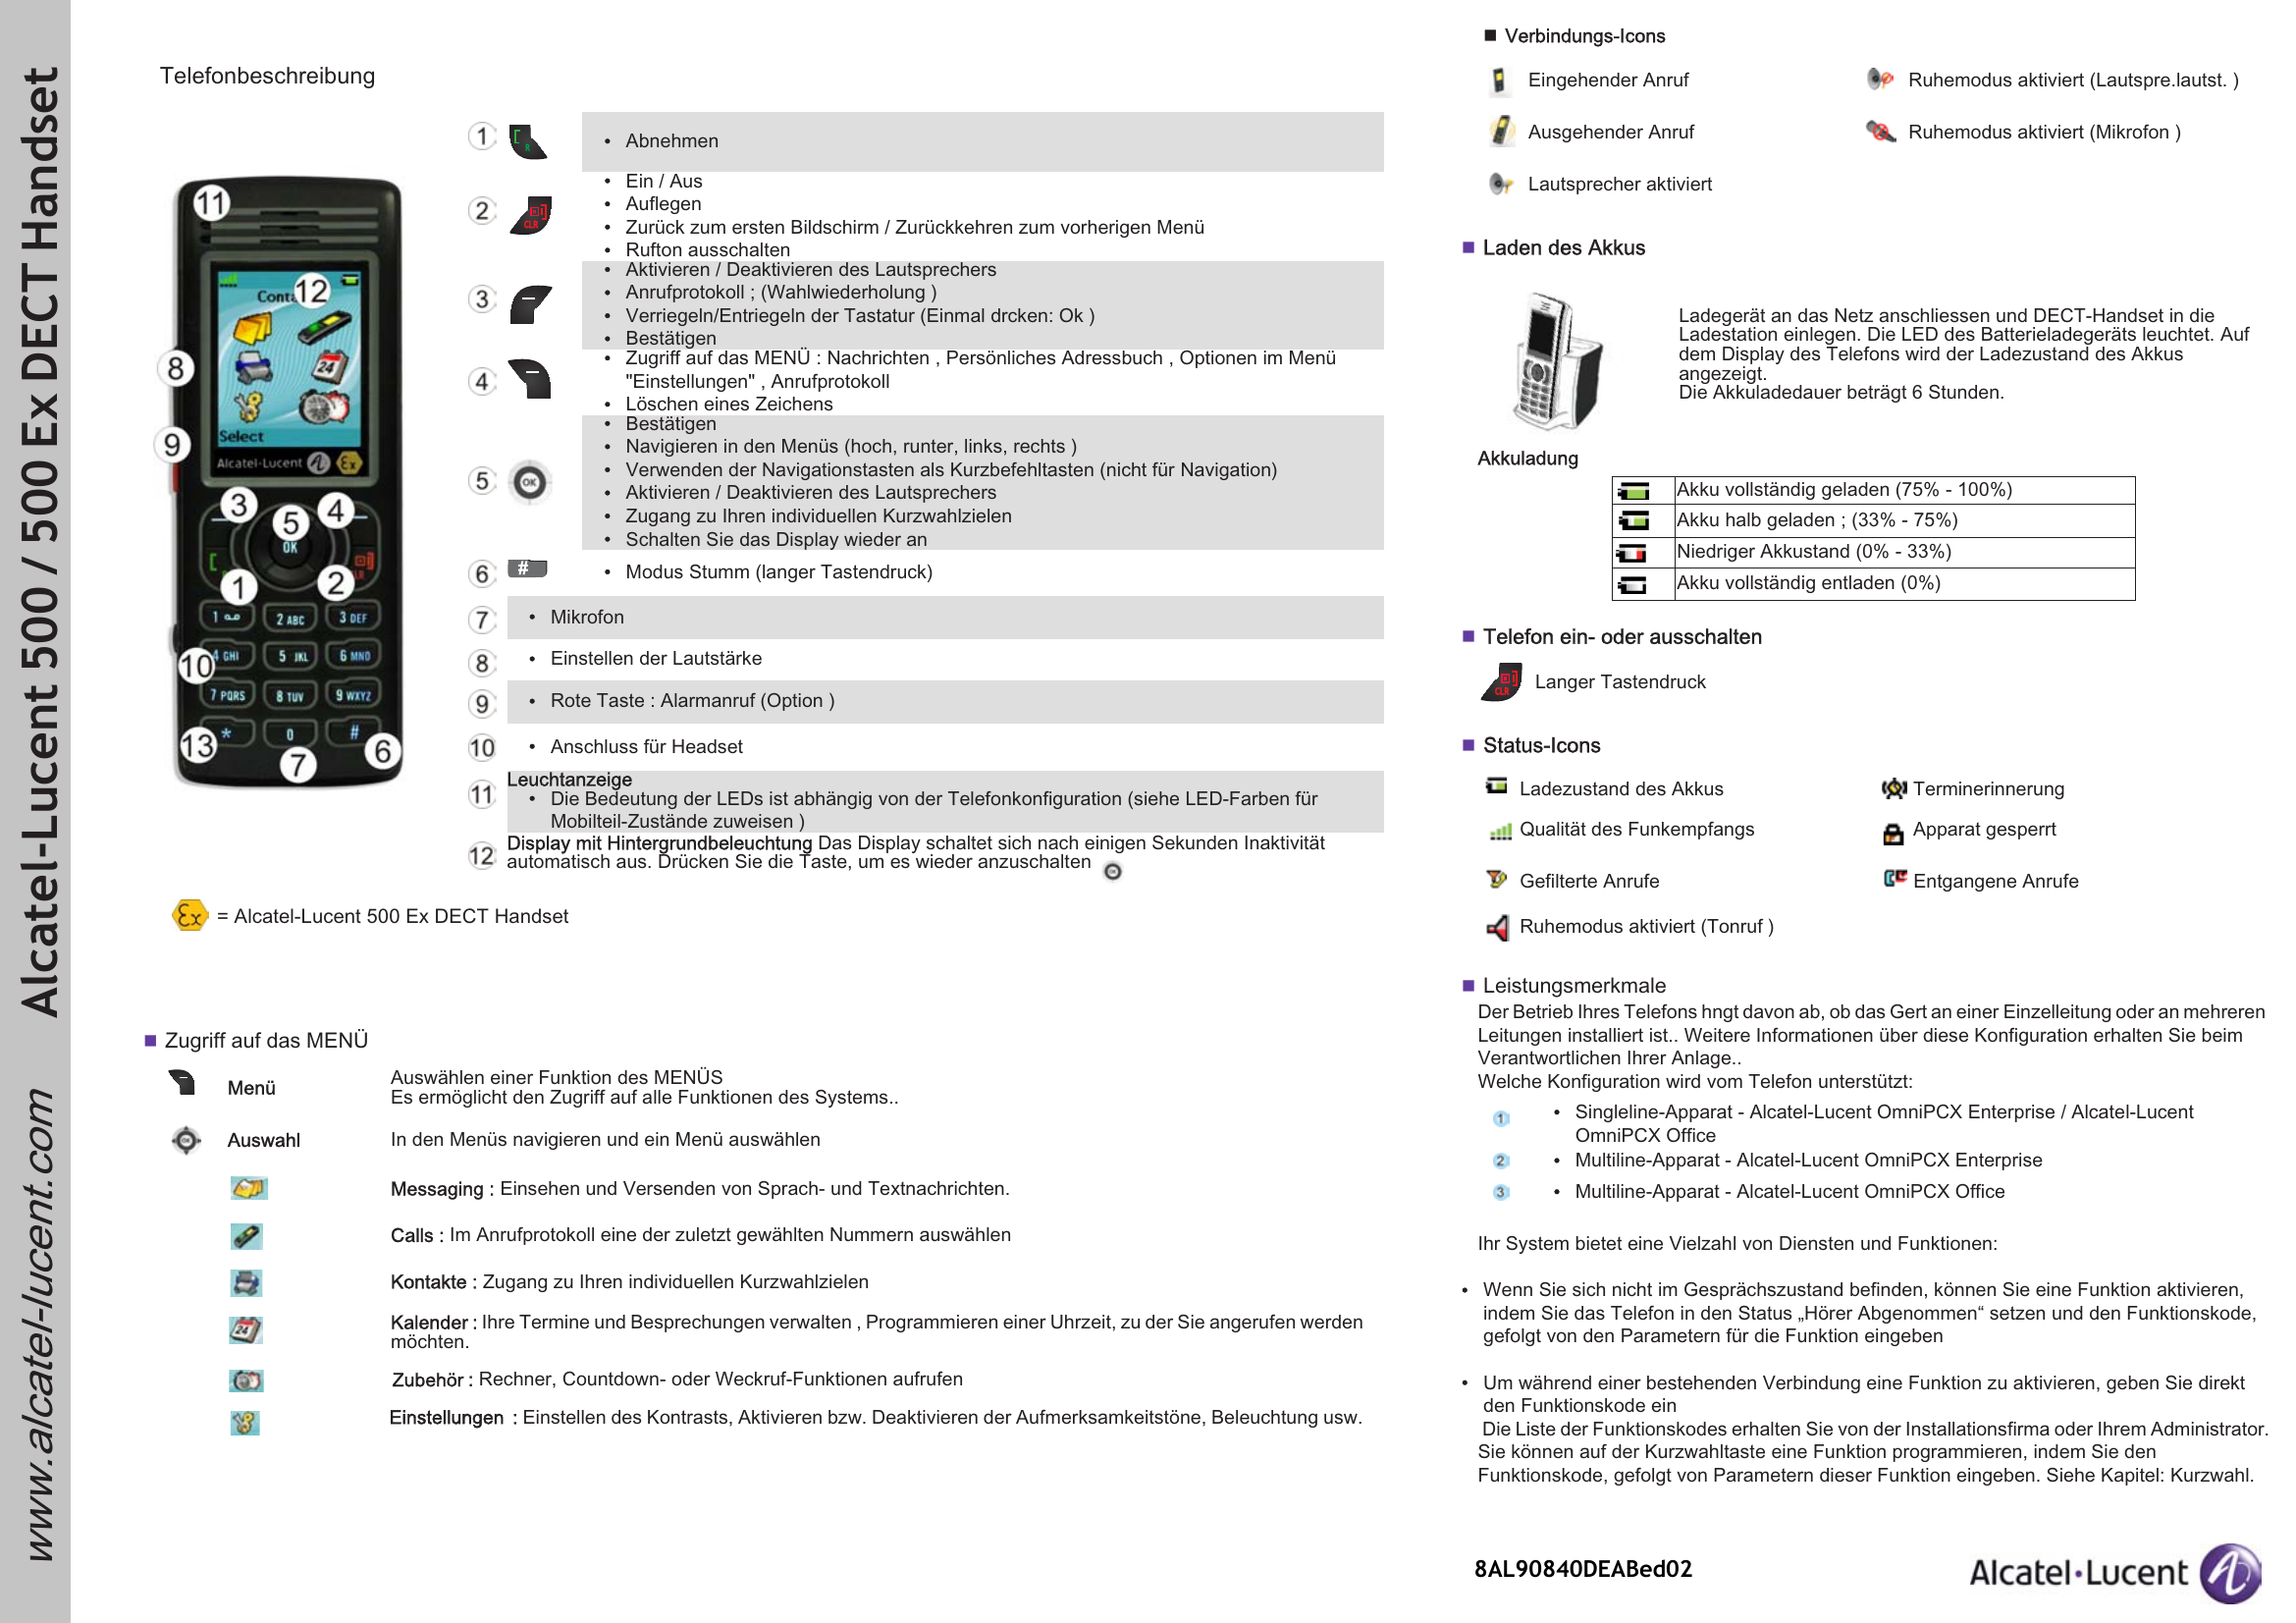 Alcatel-Lucent 500 / 500 Ex DECT Handset
www.alcatel-lucent.com
Telefonbeschreibung
11
12
Conta
Select
Alcatel-Lucent Ex
8
9
3
5
4
OK
1
2
CLR
1
2 ABC
3 DEF
10
4 GHI
5 JKL
6 MNO
7 PQRS
8 TUV
9 WXYZ
13
*
0
#
7
6
1
R
• Abnehmen
2
CLR
• Ein / Aus
• Auflegen
• Zurück zum ersten Bildschirm / Zurückkehren zum vorherigen Menü
• Rufton ausschalten
3
• Aktivieren / Deaktivieren des Lautsprechers
• Anrufprotokoll ; (Wahlwiederholung )
• Verriegeln/Entriegeln der Tastatur (Einmal drcken: Ok )
• Bestätigen
4
• Zugriff auf das MENÜ : Nachrichten , Persönliches Adressbuch , Optionen im Menü
"Einstellungen" , Anrufprotokoll
• Löschen eines Zeichens
5
OK
• Bestätigen
• Navigieren in den Menüs (hoch, runter, links, rechts )
• Verwenden der Navigationstasten als Kurzbefehltasten (nicht für Navigation)
• Aktivieren / Deaktivieren des Lautsprechers
• Zugang zu Ihren individuellen Kurzwahlzielen
• Schalten Sie das Display wieder an
6
#
• Modus Stumm (langer Tastendruck)
7
• Mikrofon
8
• Einstellen der Lautstärke
9
• Rote Taste : Alarmanruf (Option )
10
• Anschluss für Headset
11
Leuchtanzeige
• Die Bedeutung der LEDs ist abhängig von der Telefonkonfiguration (siehe LED-Farben für
Mobilteil-Zustände zuweisen )
12
Display mit Hintergrundbeleuchtung Das Display schaltet sich nach einigen Sekunden Inaktivität
automatisch aus. Drücken Sie die Taste, um es wieder anzuschalten
Ex = Alcatel-Lucent 500 Ex DECT Handset
■ Zugriff auf das MENÜ
Menü
Auswählen einer Funktion des MENÜS
Es ermöglicht den Zugriff auf alle Funktionen des Systems..
Auswahl
In den Menüs navigieren und ein Menü auswählen
Messaging : Einsehen und Versenden von Sprach- und Textnachrichten.
Calls : Im Anrufprotokoll eine der zuletzt gewählten Nummern auswählen
Kontakte : Zugang zu Ihren individuellen Kurzwahlzielen
24
Kalender : Ihre Termine und Besprechungen verwalten , Programmieren einer Uhrzeit, zu der Sie angerufen werden
möchten.
Zubehör : Rechner, Countdown- oder Weckruf-Funktionen aufrufen
Einstellungen : Einstellen des Kontrasts, Aktivieren bzw. Deaktivieren der Aufmerksamkeitstöne, Beleuchtung usw.
■ Verbindungs-Icons
Eingehender Anruf
Ruhemodus aktiviert (Lautspre.lautst. )
Ausgehender Anruf
Ruhemodus aktiviert (Mikrofon )
Lautsprecher aktiviert
■ Laden des Akkus
Ladegerät an das Netz anschliessen und DECT-Handset in die
Ladestation einlegen. Die LED des Batterieladegeräts leuchtet. Auf
dem Display des Telefons wird der Ladezustand des Akkus
angezeigt.
Die Akkuladedauer beträgt 6 Stunden.
Akkuladung
Akku vollständig geladen (75% - 100%)
Akku halb geladen ; (33% - 75%)
Niedriger Akkustand (0% - 33%)
Akku vollständig entladen (0%)
■ Telefon ein- oder ausschalten
CLR
Langer Tastendruck
■ Status-Icons
Ladezustand des Akkus
Terminerinnerung
Qualität des Funkempfangs
Apparat gesperrt
Gefilterte Anrufe
Entgangene Anrufe
Ruhemodus aktiviert (Tonruf )
■ Leistungsmerkmale
Der Betrieb Ihres Telefons hngt davon ab, ob das Gert an einer Einzelleitung oder an mehreren
Leitungen installiert ist.. Weitere Informationen über diese Konfiguration erhalten Sie beim
Verantwortlichen Ihrer Anlage..
Welche Konfiguration wird vom Telefon unterstützt:
1
• Singleline-Apparat - Alcatel-Lucent OmniPCX Enterprise / Alcatel-Lucent
OmniPCX Office
2
• Multiline-Apparat - Alcatel-Lucent OmniPCX Enterprise
3
• Multiline-Apparat - Alcatel-Lucent OmniPCX Office
Ihr System bietet eine Vielzahl von Diensten und Funktionen:
• Wenn Sie sich nicht im Gesprächszustand befinden, können Sie eine Funktion aktivieren,
indem Sie das Telefon in den Status „Hörer Abgenommen“ setzen und den Funktionskode,
gefolgt von den Parametern für die Funktion eingeben
• Um während einer bestehenden Verbindung eine Funktion zu aktivieren, geben Sie direkt
den Funktionskode ein
Die Liste der Funktionskodes erhalten Sie von der Installationsfirma oder Ihrem Administrator.
Sie können auf der Kurzwahltaste eine Funktion programmieren, indem Sie den
Funktionskode, gefolgt von Parametern dieser Funktion eingeben. Siehe Kapitel: Kurzwahl.
8AL90840DEABed02
Alcatel·Lucent